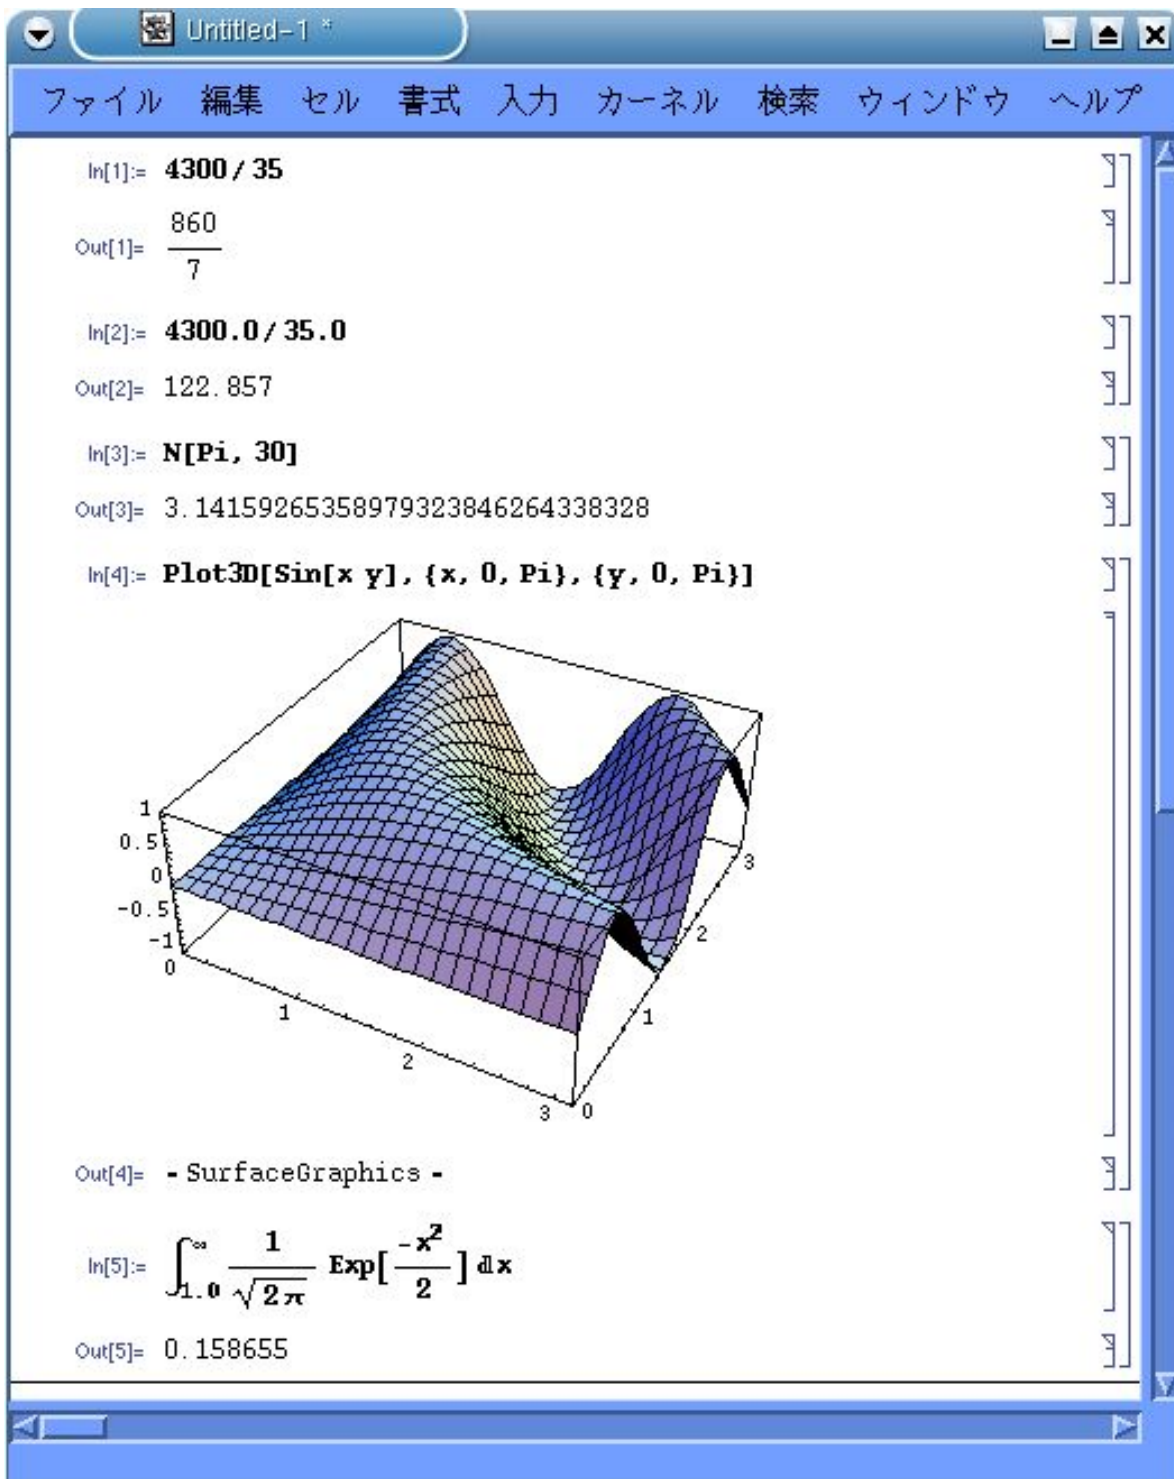 Untitled-1 *
ファイル 編集 セル 書式 入力 カーネル 検索 ウィンドウ ヘルプ
In[1]:= 4300 / 35
Out[1]= 860/7
In[2]:= 4300.0 / 35.0
Out[2]= 122.857
In[3]:= N[Pi, 30]
Out[3]= 3.14159265358979323846264338328
In[4]:= Plot3D[Sin[x y], {x, 0, Pi}, {y, 0, Pi}]
1
0.5
0
-0.5
-1
0
1
2
3
0
1
2
3
Out[4]= - SurfaceGraphics -
In[5]:= ∫1.0^∞ 1/√(2π) Exp[-x^2/2] ⅆx
Out[5]= 0.158655